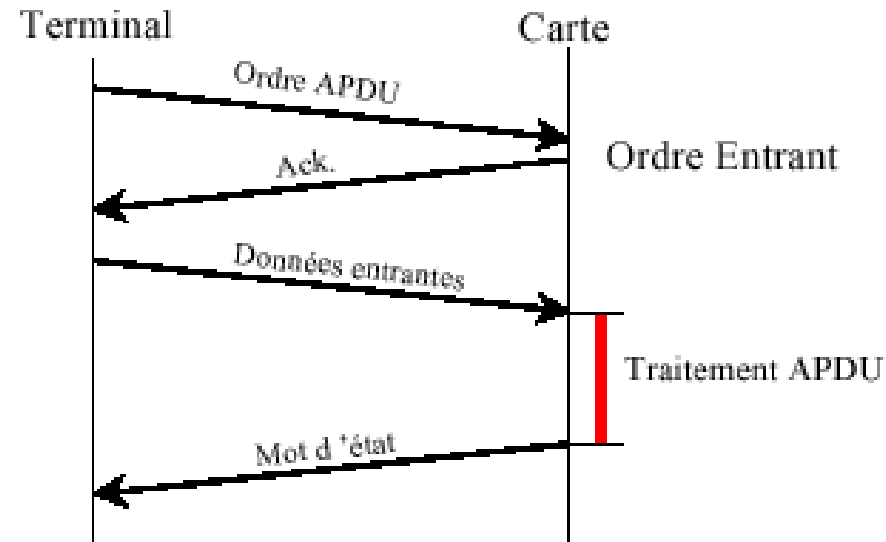 Terminal
Carte
Ordre APDU
Ack.
Ordre Entrant
Données entrantes
Traitement APDU
Mot d 'état